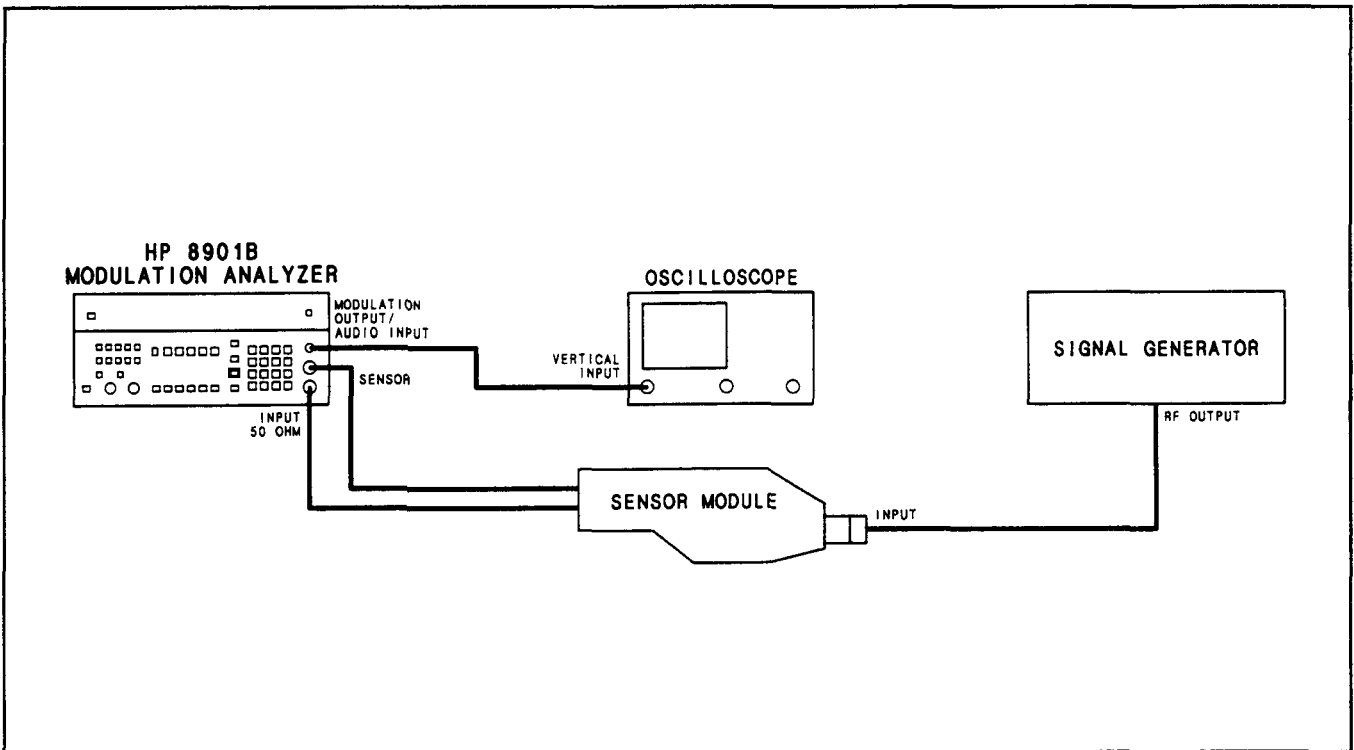 HP 8901B
MODULATION ANALYZER
MODULATION
OUTPUT/
AUDIO INPUT
SENSOR
INPUT
50 OHM
OSCILLOSCOPE
VERTICAL
INPUT
SIGNAL GENERATOR
RF OUTPUT
SENSOR MODULE
INPUT